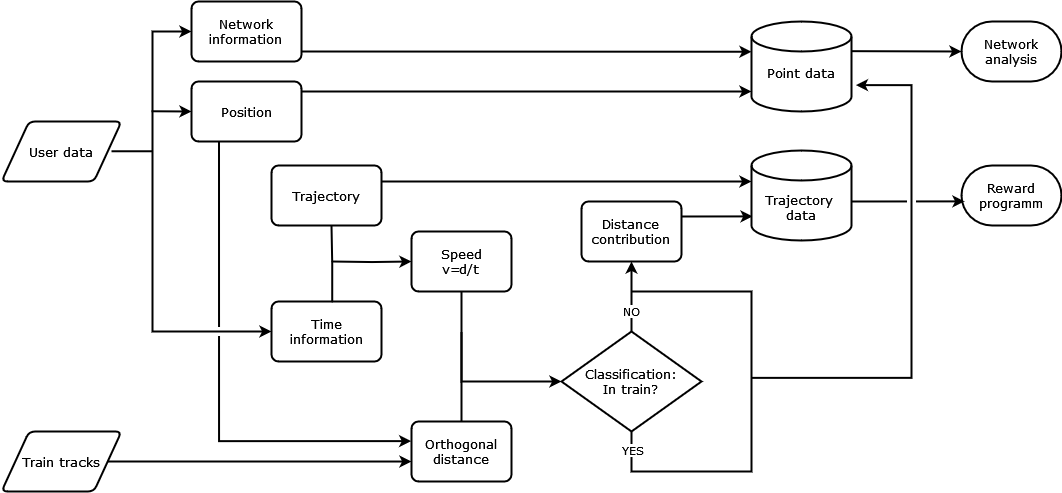 Network
information
Point data
Network
analysis
Position
User data
Trajectory
Trajectory
data
Reward
programm
Distance
contribution
Speed
v=d/t
Time
information
NO
Classification:
In train?
YES
Orthogonal
distance
Train tracks